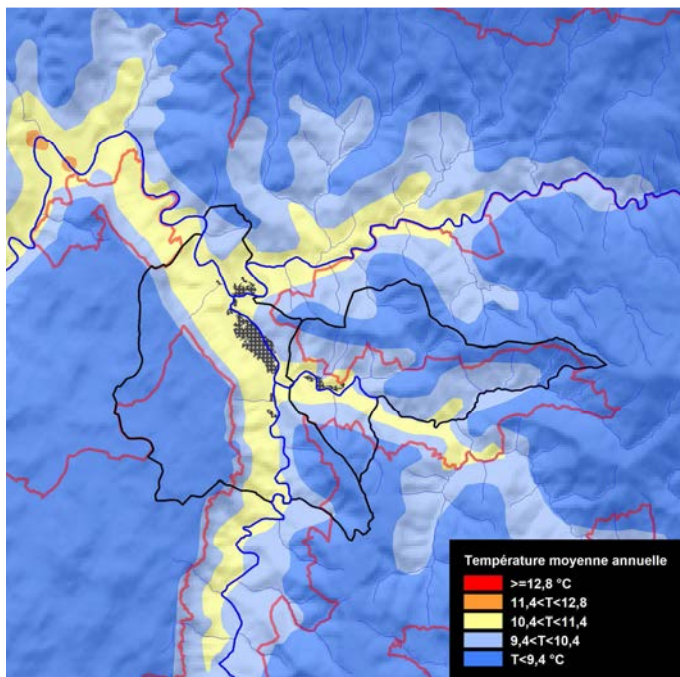 Température moyenne annuelle
>=12,8 °C
11,4<T<12,8
10,4<T<11,4
9,4<T<10,4
T<9,4 °C